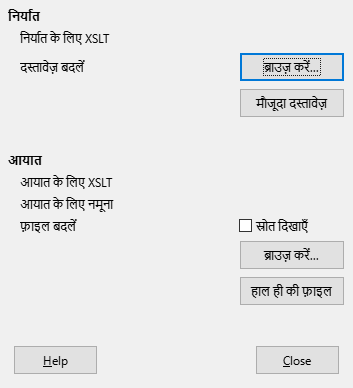 निर्यात
निर्यात के लिए XSLT
दस्तावेज़ बदलें
ब्राउज़ करें...
मौजूदा दस्तावेज़
आयात
आयात के लिए XSLT
आयात के लिए नमूना
फ़ाइल बदलें
स्रोत दिखाएँ
ब्राउज़ करें...
हाल ही की फ़ाइल
Help
Close